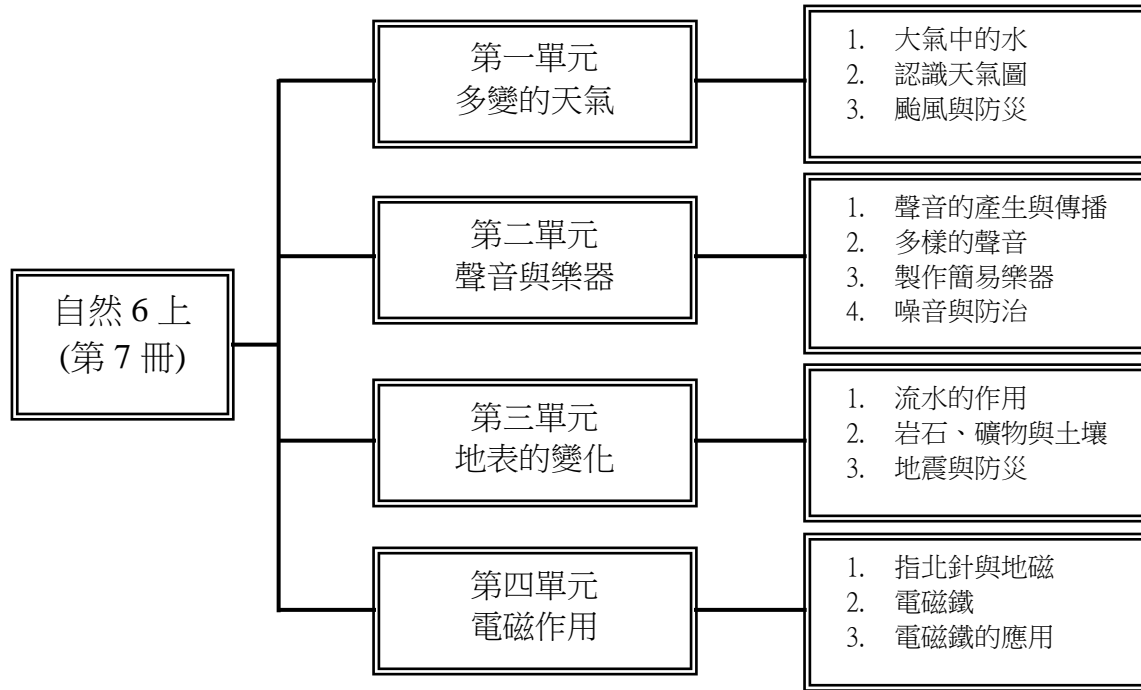 自然 6 上
(第 7 冊)
第一單元
多變的天氣
1. 大氣中的水
2. 認識天氣圖
3. 颱風與防災
第二單元
聲音與樂器
1. 聲音的產生與傳播
2. 多樣的聲音
3. 製作簡易樂器
4. 噪音與防治
第三單元
地表的變化
1. 流水的作用
2. 岩石、礦物與土壤
3. 地震與防災
第四單元
電磁作用
1. 指北針與地磁
2. 電磁鐵
3. 電磁鐵的應用